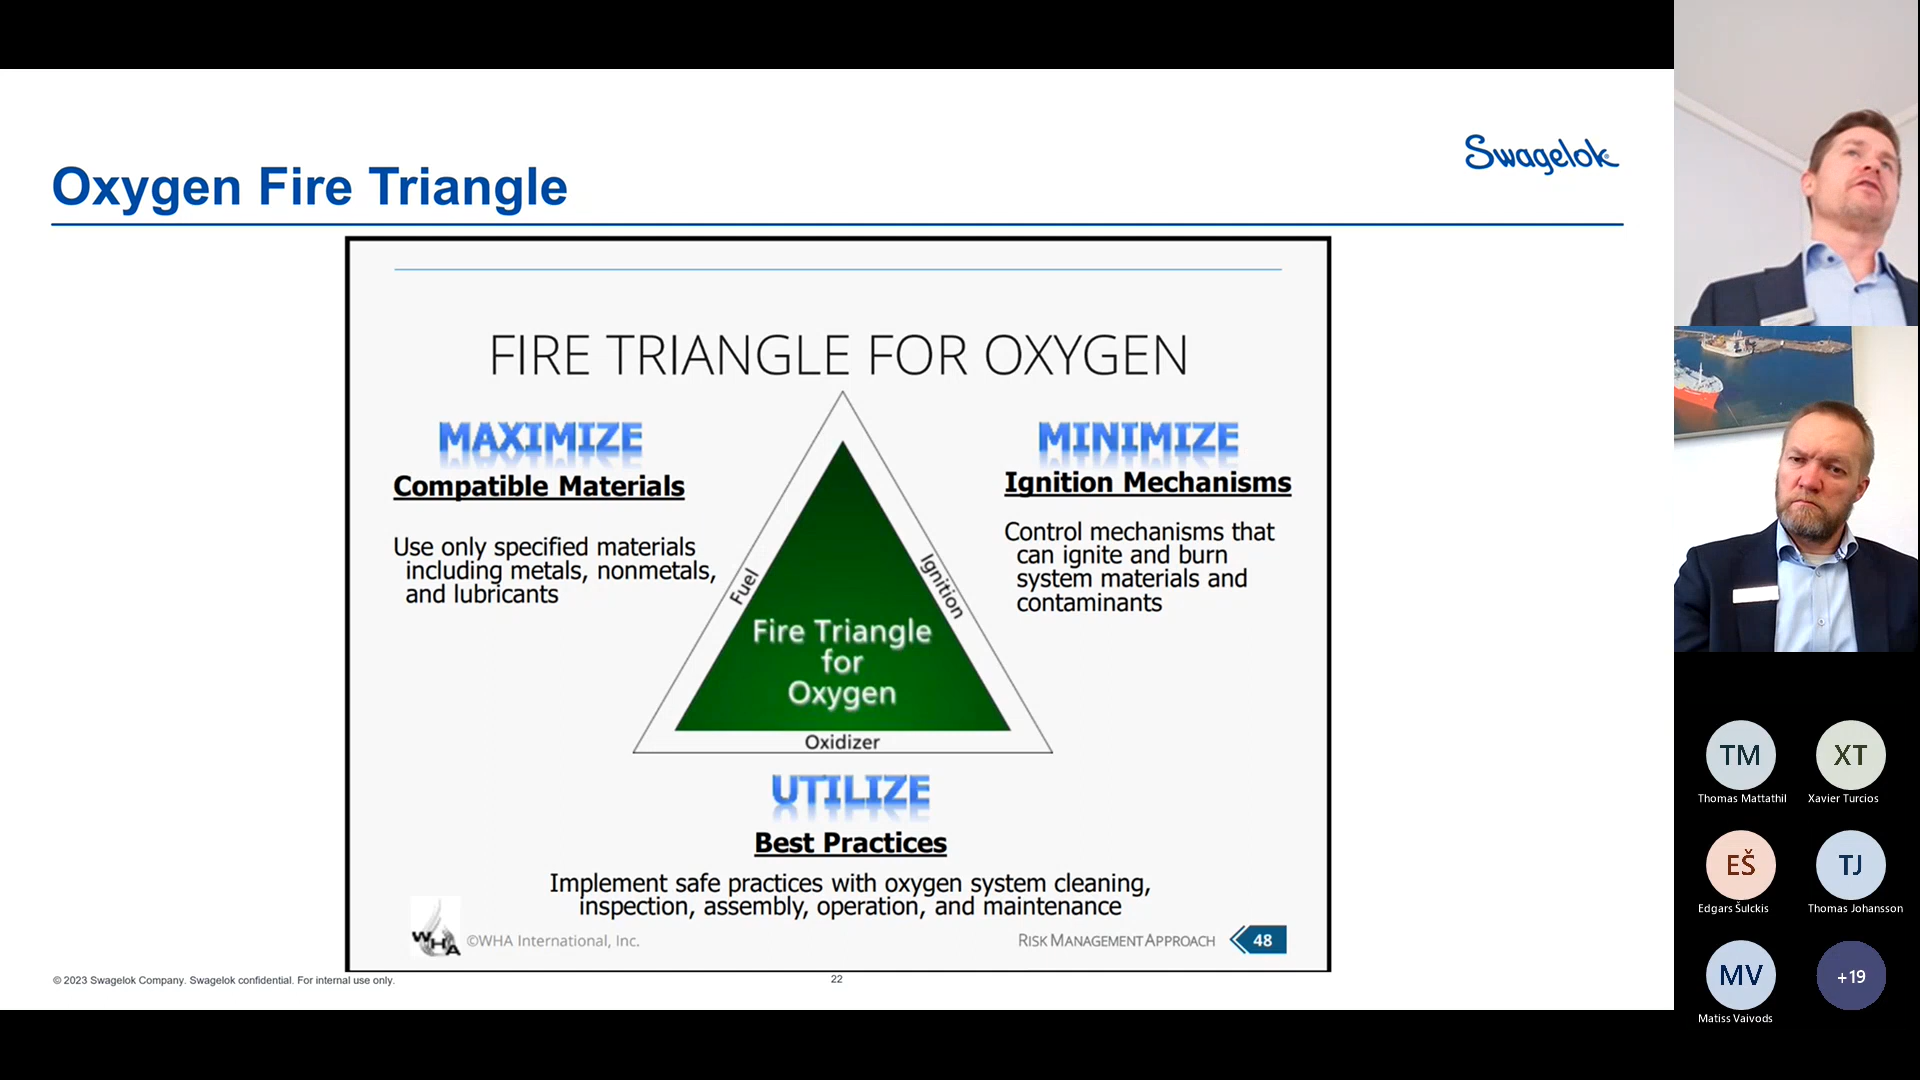 Swagelok
Oxygen Fire Triangle
FIRE TRIANGLE FOR OXYGEN
MAXIMIZE
Compatible Materials
Use only specified materials
including metals, nonmetals,
and lubricants
MINIMIZE
Ignition Mechanisms
Control mechanisms that
can ignite and burn
system materials and
contaminants
Fuel
Ignition
Fire Triangle
for
Oxygen
Oxidizer
UTILIZE
Best Practices
Implement safe practices with oxygen system cleaning,
inspection, assembly, operation, and maintenance
WHA
©WHA International, Inc.
RISK MANAGEMENT APPROACH
48
© 2023 Swagelok Company. Swagelok confidential. For internal use only.
22
TM
Thomas Mattathil
XT
Xavier Turcios
EŠ
Edgars Šulckis
TJ
Thomas Johansson
MV
Matiss Vaivods
+19